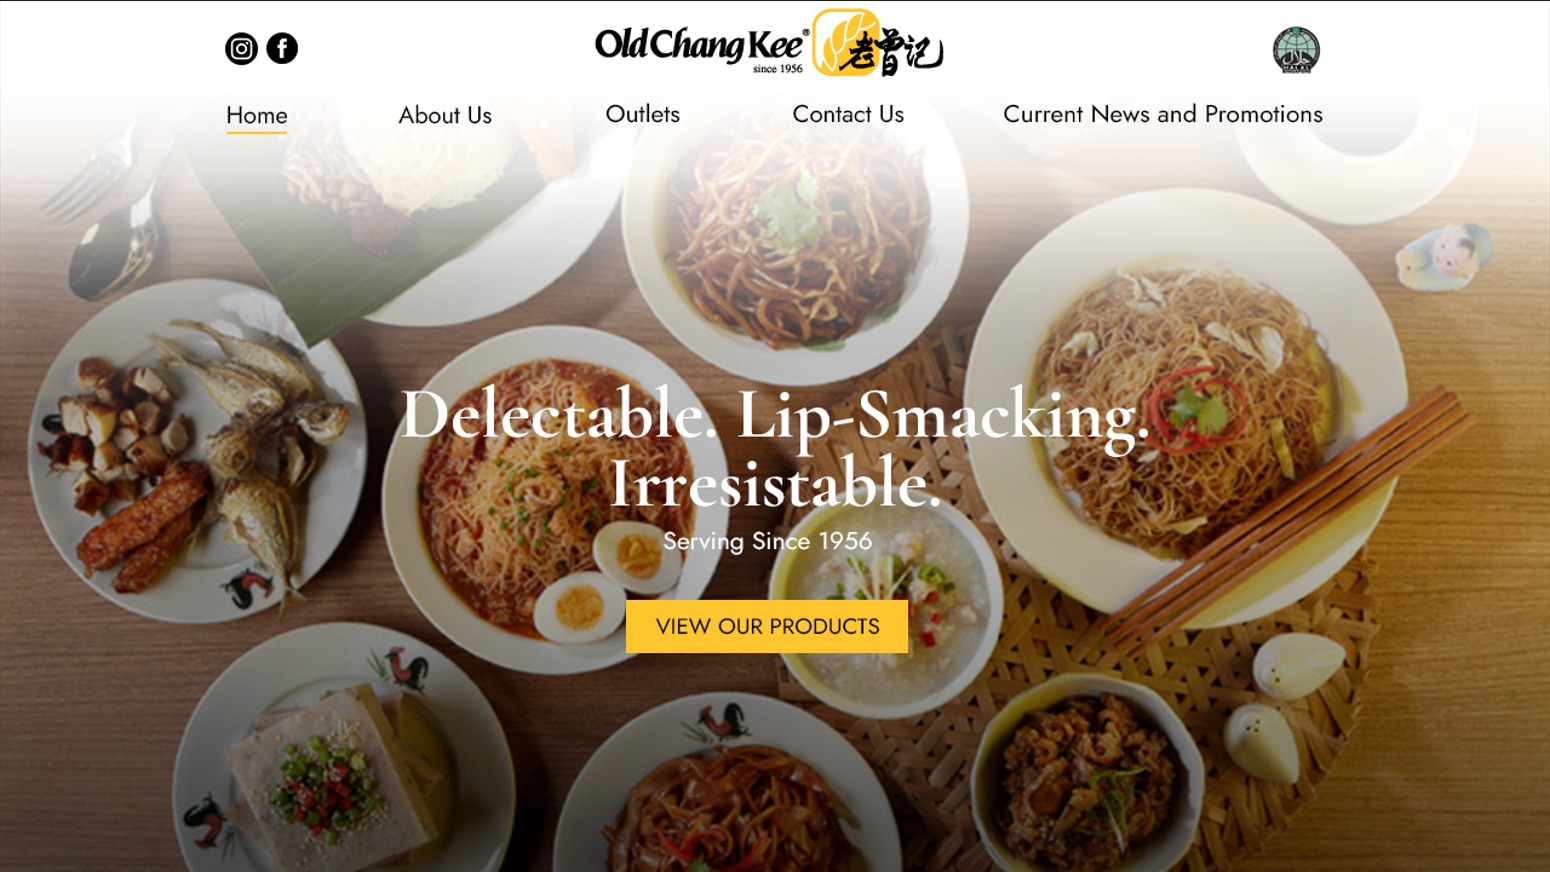 Old Chang Kee®
since 1956
老曾记
HALAL
Home
About Us
Outlets
Contact Us
Current News and Promotions
Delectable. Lip-Smacking.
Irresistable.
Serving Since 1956
VIEW OUR PRODUCTS